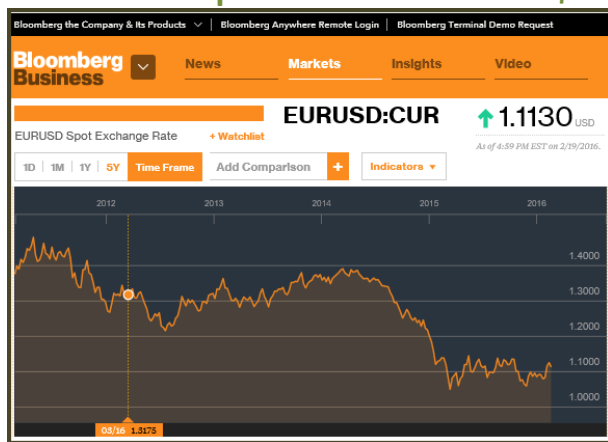 Bloomberg the Company & Its Products | Bloomberg Anywhere Remote Login | Bloomberg Terminal Demo Request
Bloomberg
Business
News Markets Insights Video
EURUSD:CUR
1.1130 USD
EURUSD Spot Exchange Rate + Watchlist
As of 4:59 PM EST on 2/19/2016.
1D | 1M | 1Y | 5Y Time Frame Add Comparison + Indicators
2012 2013 2014 2015 2016
1.4000
1.3000
1.2000
1.1000
1.0000
03/16 1.3175